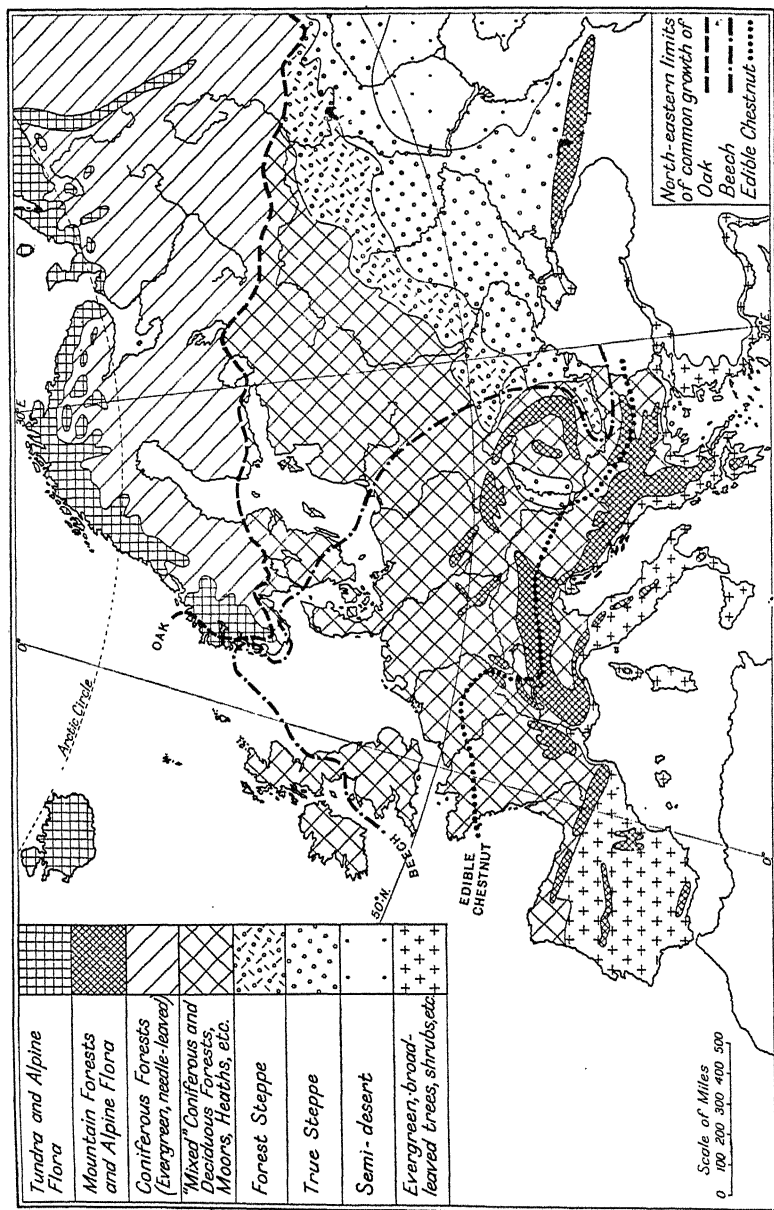 Tundra and Alpine
Flora
Mountain Forests
and Alpine Flora
Coniferous Forests
(Evergreen, needle-leaved)
"Mixed" Coniferous and
Deciduous Forests,
Moors, Heaths, etc.
Forest Steppe
True Steppe
Semi-desert
Evergreen, broad-
leaved trees, shrubs, etc.
Scale of Miles
0 100 200 300 400 500
0°
Arctic Circle
30°E
OAK
BEECH
50°N.
EDIBLE
CHESTNUT
0°
30°E
North-eastern limits
of common growth of
Oak
Beech
Edible Chestnut